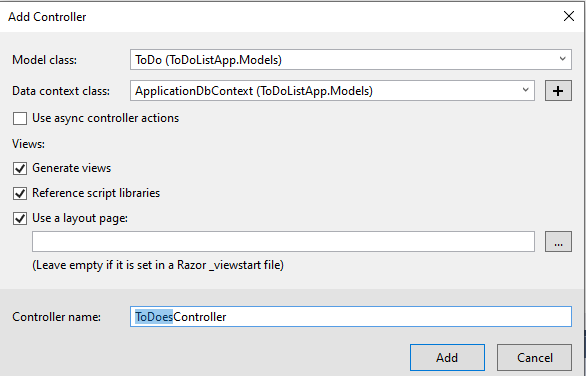 Add Controller
Model class: ToDo (ToDoListApp.Models)
Data context class: ApplicationDbContext (ToDoListApp.Models) +
Use async controller actions
Views:
Generate views
Reference script libraries
Use a layout page:
...
(Leave empty if it is set in a Razor _viewstart file)
Controller name: ToDoesController
Add Cancel